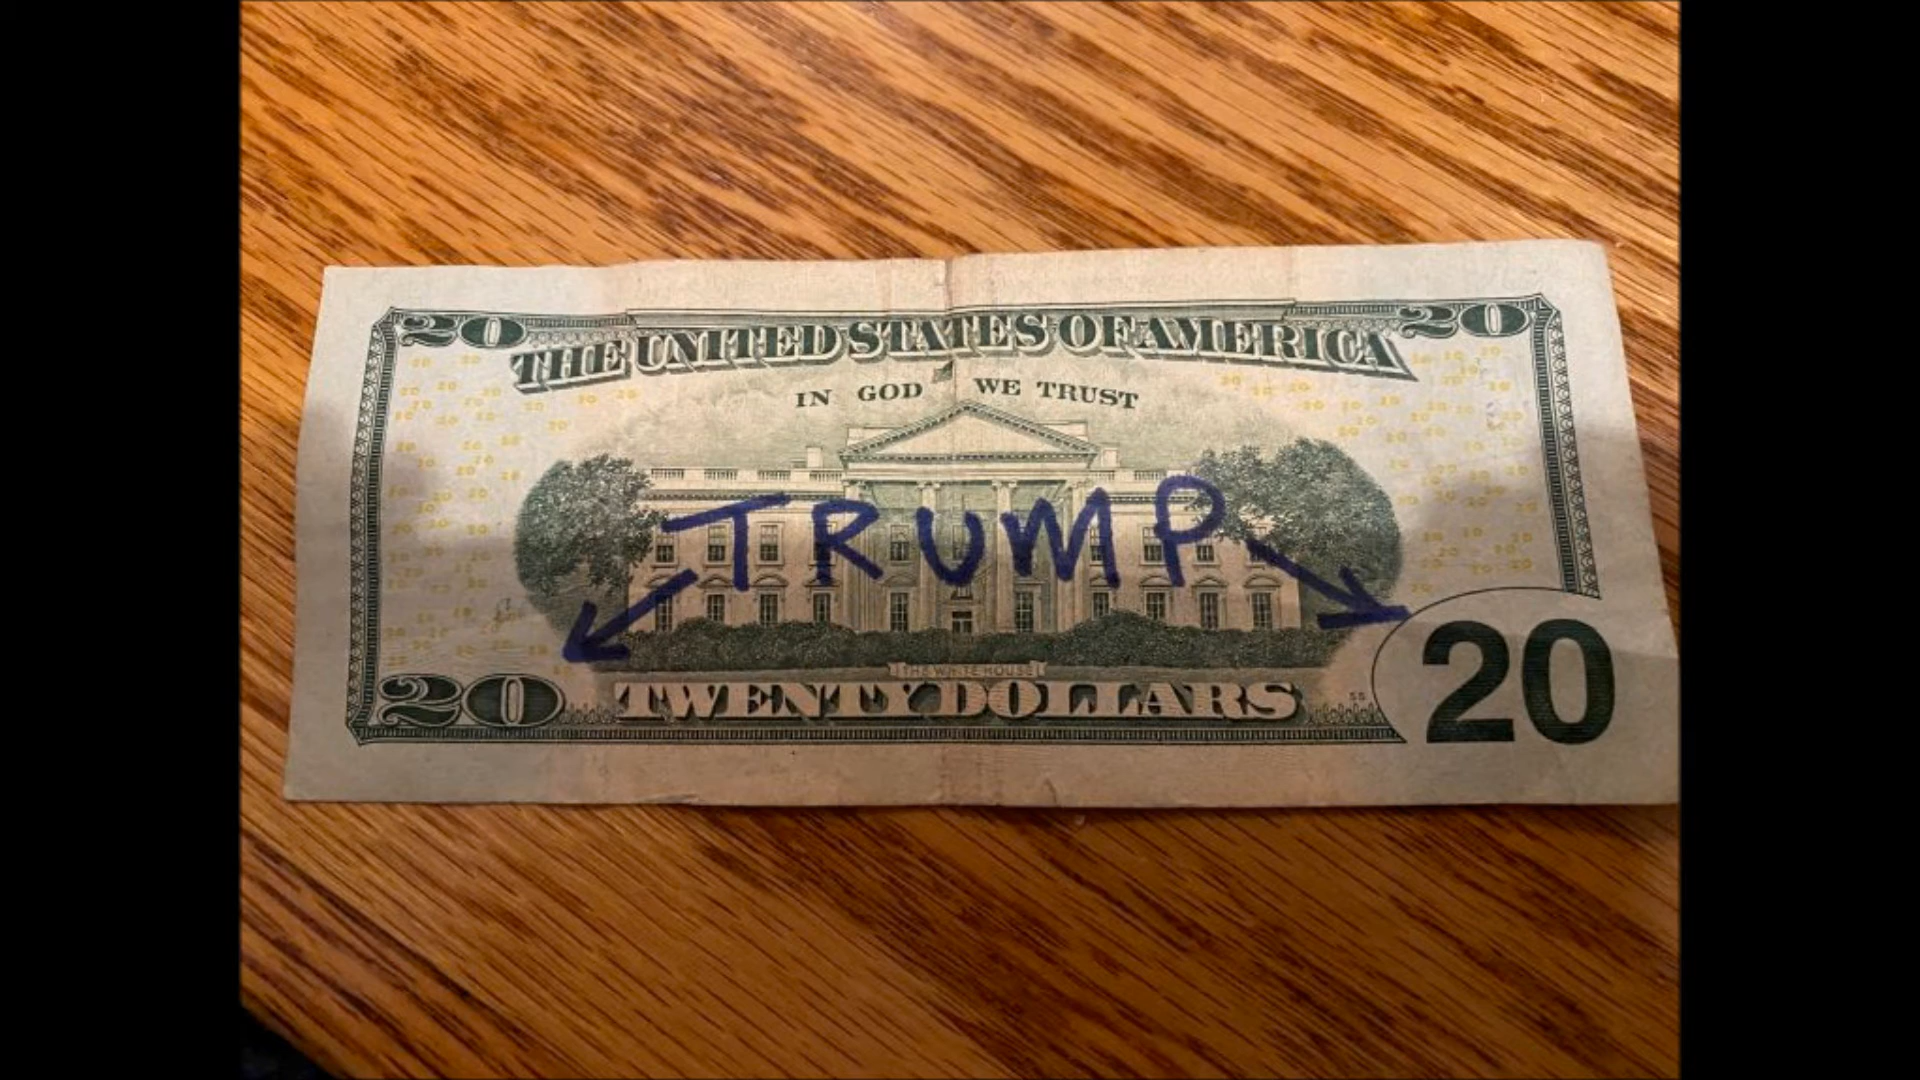 20 20
THE UNITED STATES OF AMERICA
IN GOD WE TRUST
TRUMP
THE WHITE HOUSE
20 TWENTY DOLLARS 20